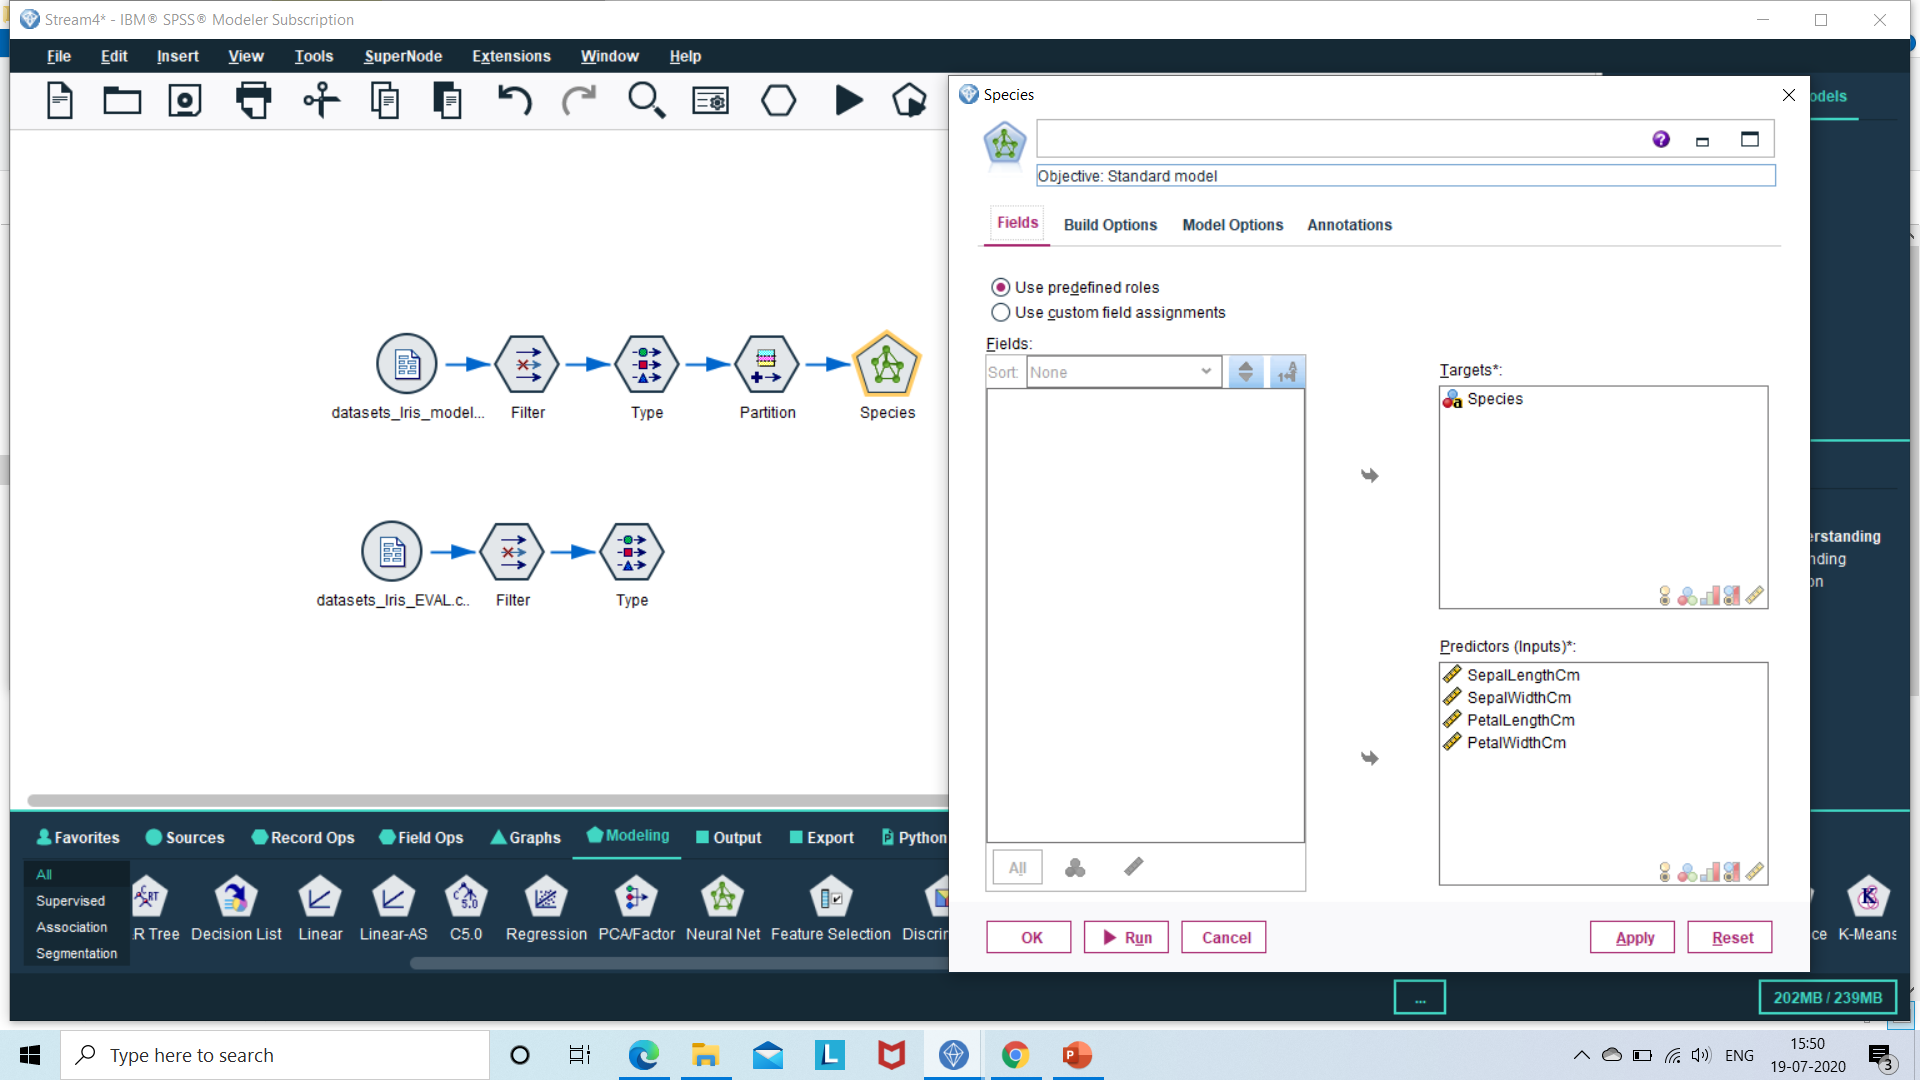 Stream4* - IBM® SPSS® Modeler Subscription
File Edit Insert View Tools SuperNode Extensions Window Help
odels
Species
?
Objective: Standard model
Fields Build Options Model Options Annotations
Use predefined roles
Use custom field assignments
Fields:
Sort: None
Targets*:
Species
datasets_Iris_model... Filter Type Partition Species
datasets_Iris_EVAL.c.. Filter Type
erstanding
nding
on
Predictors (Inputs)*:
SepalLengthCm
SepalWidthCm
PetalLengthCm
PetalWidthCm
All
Favorites Sources Record Ops Field Ops Graphs Modeling Output Export Python
All
Supervised
Association
Segmentation
R Tree Decision List Linear Linear-AS C5.0 Regression PCA/Factor Neural Net Feature Selection Discrin
ce K-Means
OK Run Cancel Apply Reset
... 202MB / 239MB
Type here to search
ENG
15:50
19-07-2020
3